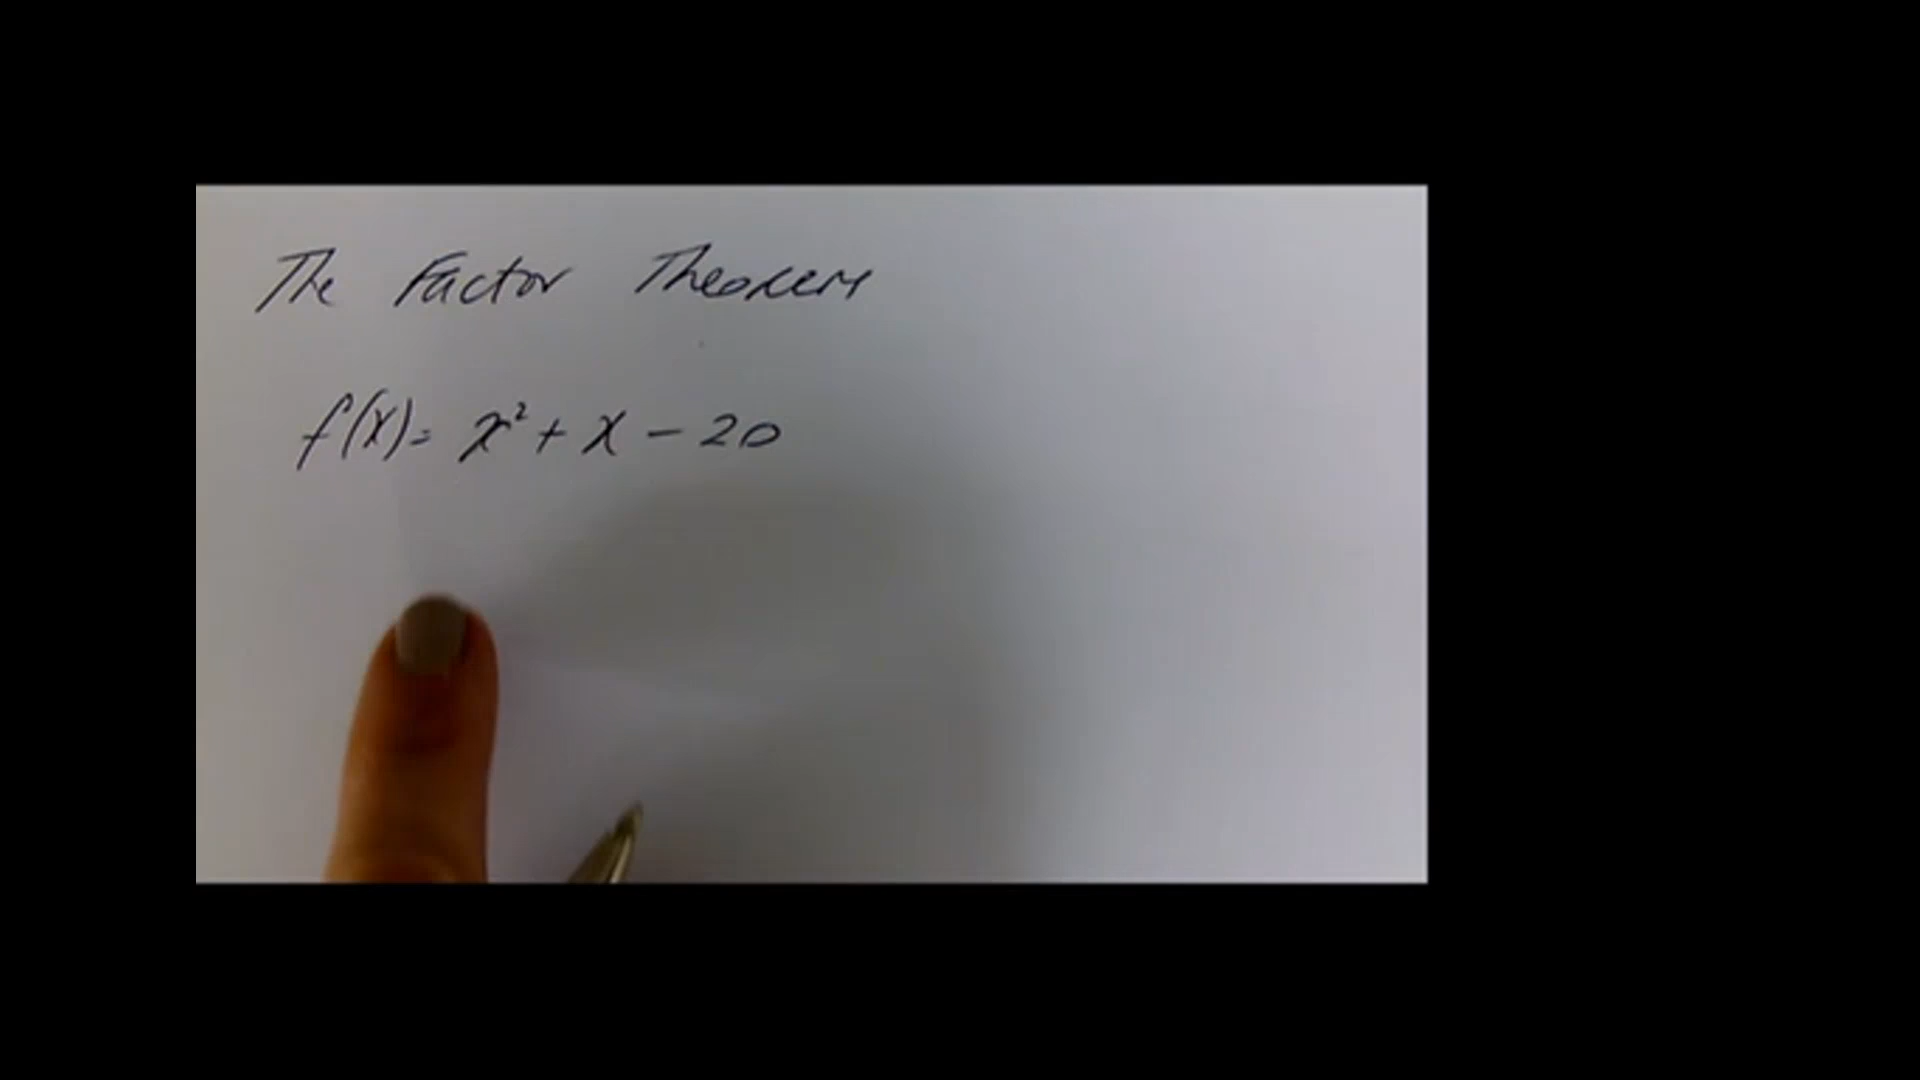 The Factor Theorem
f(x) = x² + x - 20